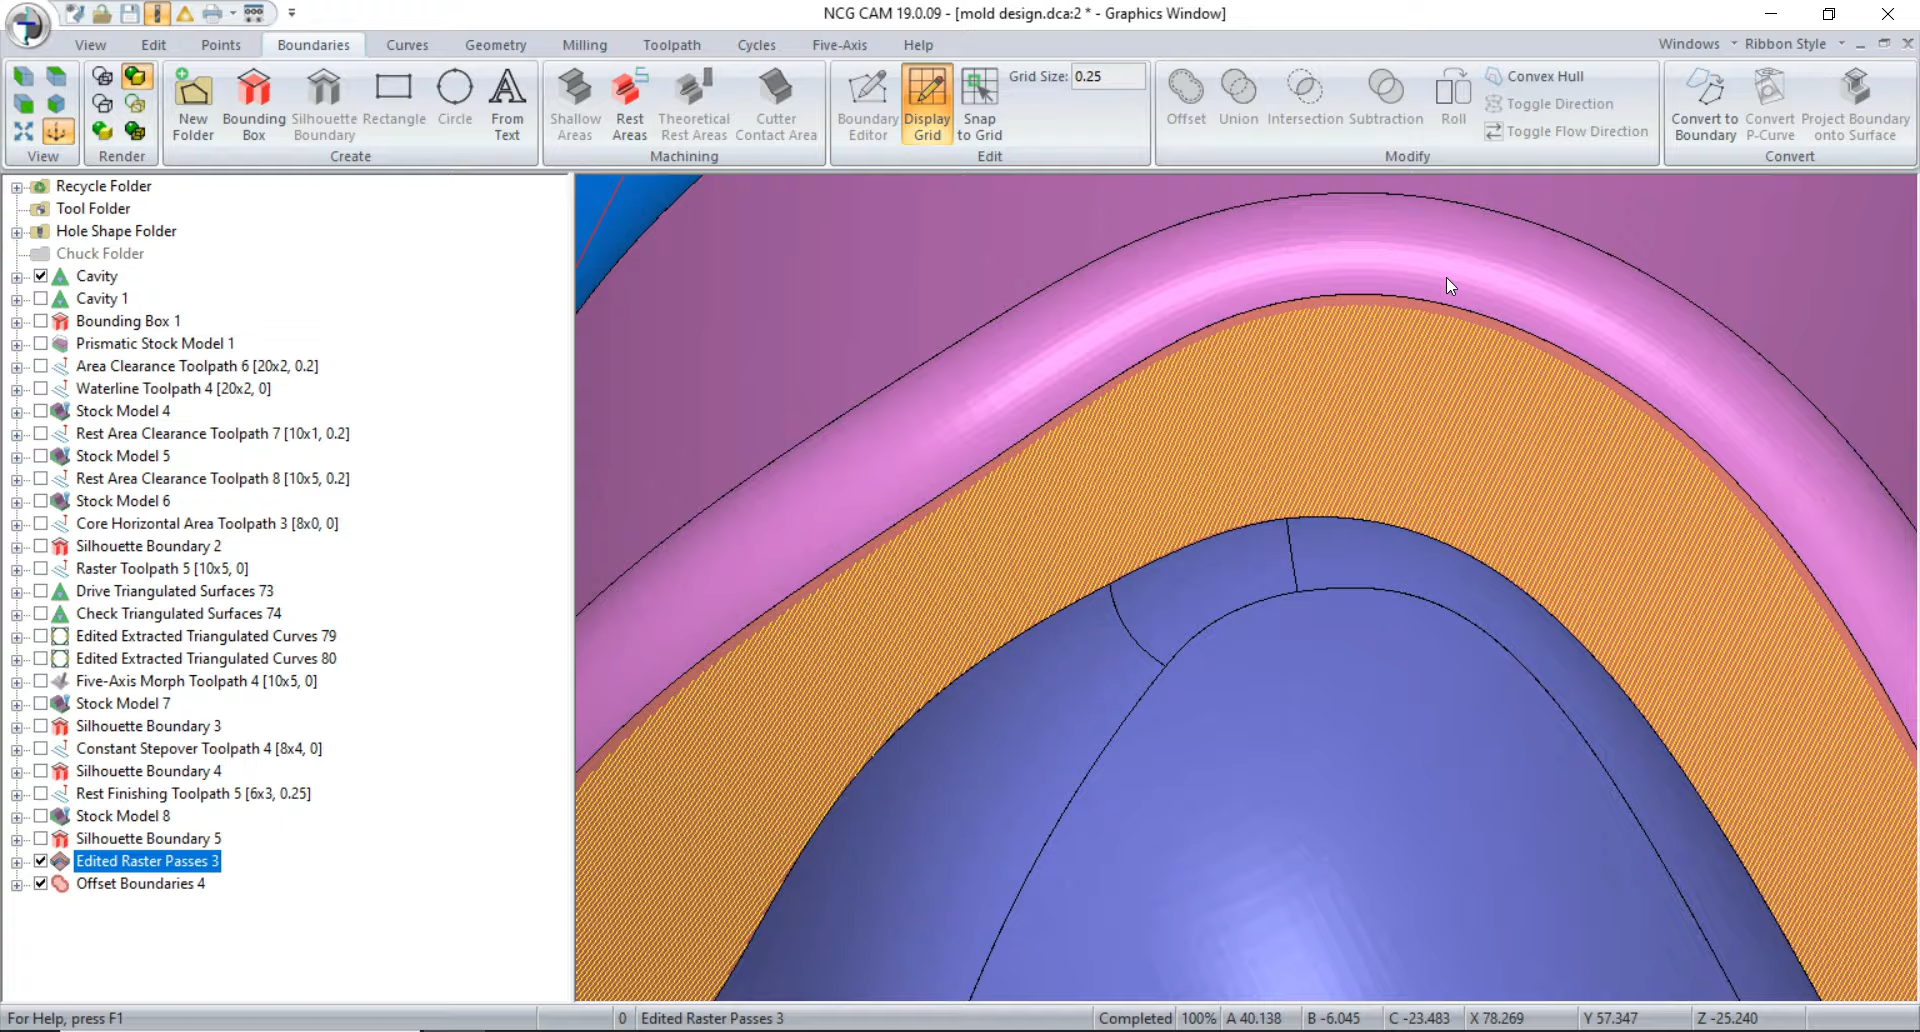 NCG CAM 19.0.09 - [mold design.dca:2 * - Graphics Window]
View Edit Points Boundaries Curves Geometry Milling Toolpath Cycles Five-Axis Help Windows Ribbon Style
New Folder
Bounding Box
Silhouette Boundary
Rectangle
Circle
From Text
Shallow Areas
Rest Areas
Theoretical Rest Areas
Cutter Contact Area
Boundary Editor
Display Grid
Snap to Grid
Grid Size: 0.25
Offset
Union
Intersection
Subtraction
Roll
Convex Hull
Toggle Direction
Toggle Flow Direction
Convert to Boundary
Convert P-Curve
Project Boundary onto Surface
View Render Create Machining Edit Modify Convert
Recycle Folder
Tool Folder
Hole Shape Folder
Chuck Folder
Cavity
Cavity 1
Bounding Box 1
Prismatic Stock Model 1
Area Clearance Toolpath 6 [20x2, 0.2]
Waterline Toolpath 4 [20x2, 0]
Stock Model 4
Rest Area Clearance Toolpath 7 [10x1, 0.2]
Stock Model 5
Rest Area Clearance Toolpath 8 [10x5, 0.2]
Stock Model 6
Core Horizontal Area Toolpath 3 [8x0, 0]
Silhouette Boundary 2
Raster Toolpath 5 [10x5, 0]
Drive Triangulated Surfaces 73
Check Triangulated Surfaces 74
Edited Extracted Triangulated Curves 79
Edited Extracted Triangulated Curves 80
Five-Axis Morph Toolpath 4 [10x5, 0]
Stock Model 7
Silhouette Boundary 3
Constant Stepover Toolpath 4 [8x4, 0]
Silhouette Boundary 4
Rest Finishing Toolpath 5 [6x3, 0.25]
Stock Model 8
Silhouette Boundary 5
Edited Raster Passes 3
Offset Boundaries 4
For Help, press F1 0 Edited Raster Passes 3 Completed 100% A 40.138 B -6.045 C -23.483 X 78.269 Y 57.347 Z -25.240